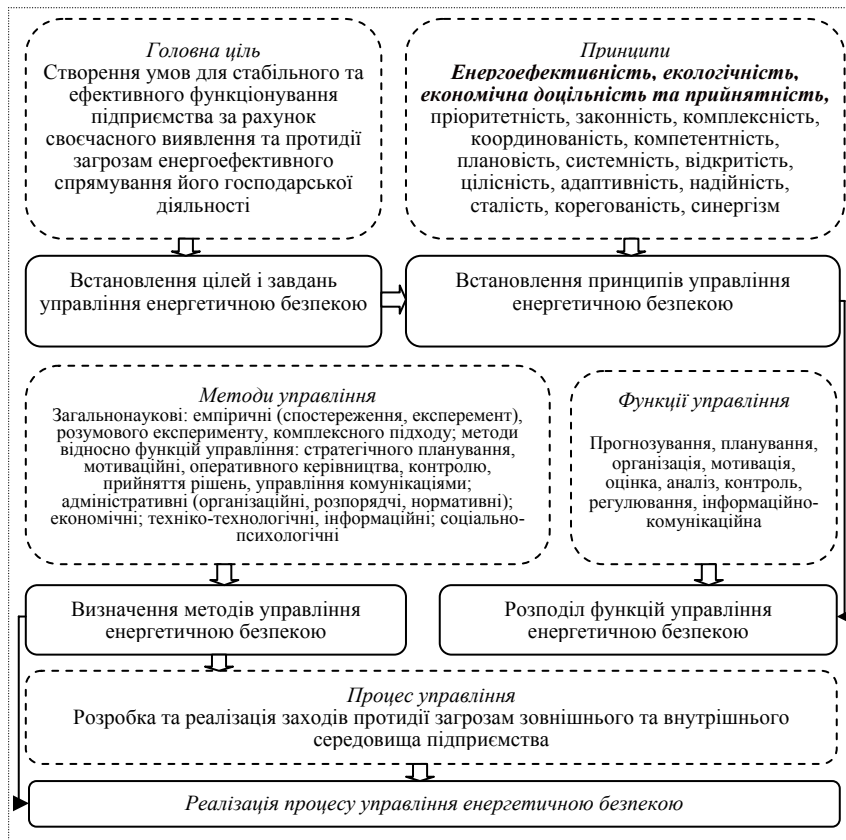 Головна ціль
Створення умов для стабільного та
ефективного функціонування
підприємства за рахунок
своєчасного виявлення та протидії
загрозам енергоефективного
спрямування його господарської
діяльності
Принципи
Енергоефективність, екологічність,
економічна доцільність та прийнятність,
пріоритетність, законність, комплексність,
координованість, компетентність,
плановість, системність, відкритість,
цілісність, адаптивність, надійність,
сталість, корегованість, синергізм
Встановлення цілей і завдань
управління енергетичною безпекою
Встановлення принципів управління
енергетичною безпекою
Методи управління
Загальнонаукові: емпіричні (спостереження, експеремент),
розумового експерименту, комплексного підходу; методи
відносно функцій управління: стратегічного планування,
мотиваційні, оперативного керівництва, контролю,
прийняття рішень, управління комунікаціями;
адміністративні (організаційні, розпорядчі, нормативні);
економічні; техніко-технологічні, інформаційні; соціально-
психологічні
Функції управління
Прогнозування, планування,
організація, мотивація,
оцінка, аналіз, контроль,
регулювання, інформаційно-
комунікаційна
Визначення методів управління
енергетичною безпекою
Розподіл функцій управління
енергетичною безпекою
Процес управління
Розробка та реалізація заходів протидії загрозам зовнішнього та внутрішнього
середовища підприємства
Реалізація процесу управління енергетичною безпекою